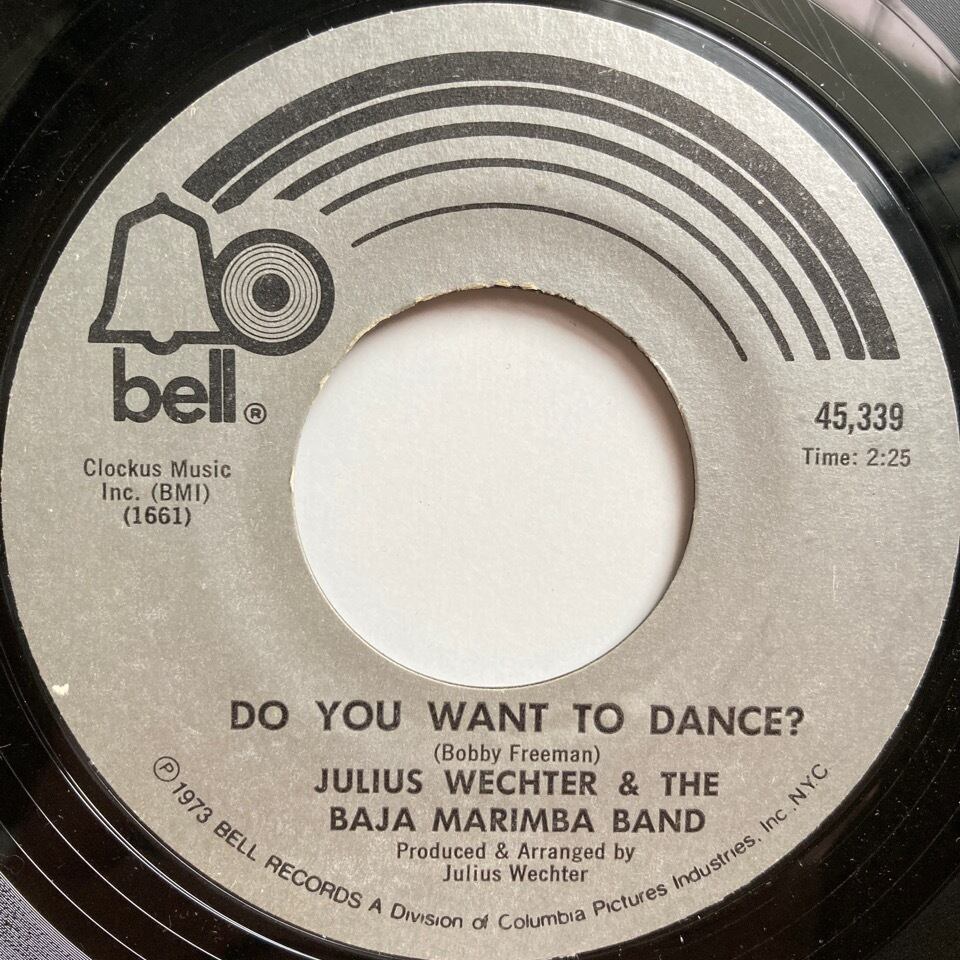 bell®
45,339
Time: 2:25
Clockus Music
Inc. (BMI)
(1661)
DO YOU WANT TO DANCE?
(Bobby Freeman)
JULIUS WECHTER & THE
BAJA MARIMBA BAND
Produced & Arranged by
Julius Wechter
℗ 1973 BELL RECORDS A Division of Columbia Pictures Industries, Inc. N.Y.C